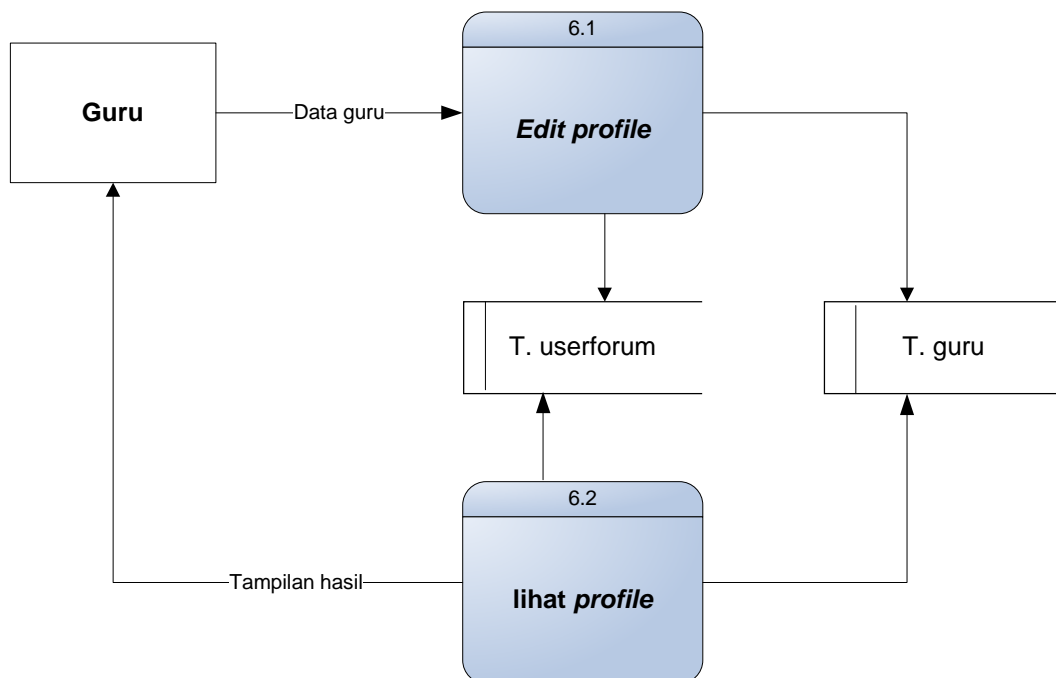 6.1
Guru
Data guru
Edit profile
T. userforum
T. guru
6.2
Tampilan hasil
lihat profile